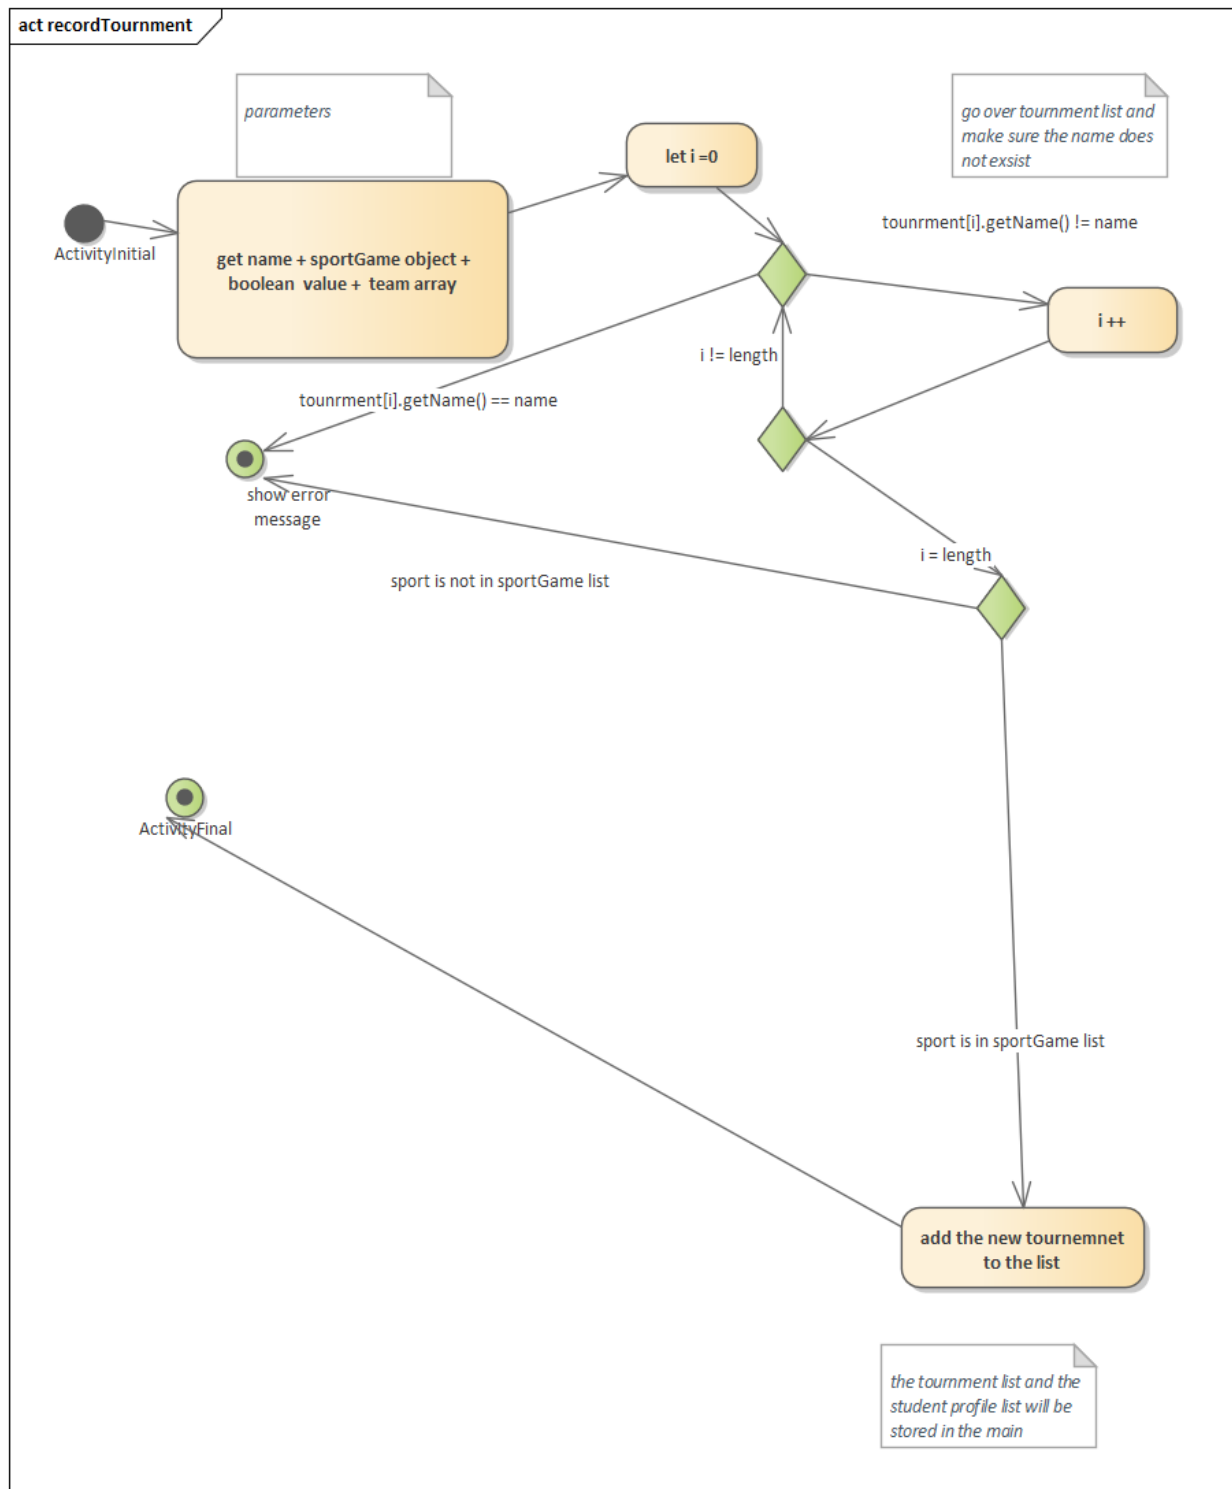 act recordTournment
parameters
go over tournment list and
make sure the name does
not exsist
let i =0
tounrment[i].getName() != name
ActivityInitial
get name + sportGame object +
boolean value + team array
i ++
i != length
tounrment[i].getName() == name
show error
message
i = length
sport is not in sportGame list
ActivityFinal
sport is in sportGame list
add the new tournemnet
to the list
the tournment list and the
student profile list will be
stored in the main